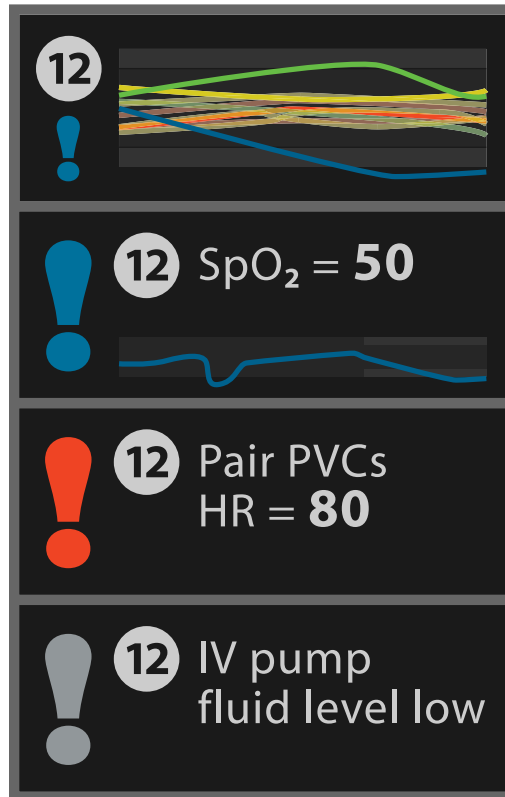 12
12 SpO₂ = 50
12 Pair PVCs
HR = 80
12 IV pump
fluid level low